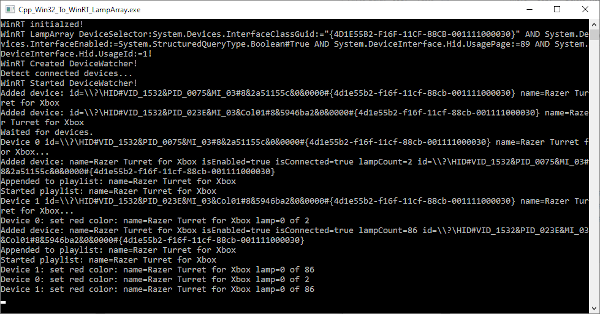 Cpp_Win32_To_WinRT_LampArray.exe
WinRT initialzed!
WinRT LampArray DeviceSelector:System.Devices.InterfaceClassGuid:="{4D1E55B2-F16F-11CF-88CB-001111000030}" AND System.De
vices.InterfaceEnabled:=System.StructuredQueryType.Boolean#True AND System.DeviceInterface.Hid.UsagePage:=89 AND System.
DeviceInterface.Hid.UsageId:=1!
WinRT Created DeviceWatcher!
Detect connected devices...
WinRT Started DeviceWatcher!
Added device: id=\\?\HID#VID_1532&PID_0075&MI_03#8&2a51155c&0&0000#{4d1e55b2-f16f-11cf-88cb-001111000030} name=Razer Tur
ret for Xbox
Added device: id=\\?\HID#VID_1532&PID_023E&MI_03&Col01#8&5946ba2&0&0000#{4d1e55b2-f16f-11cf-88cb-001111000030} name=Raze
r Turret for Xbox
Waited for devices.
Device 0 id=\\?\HID#VID_1532&PID_0075&MI_03#8&2a51155c&0&0000#{4d1e55b2-f16f-11cf-88cb-001111000030} name=Razer Turret f
or Xbox...
Added device: name=Razer Turret for Xbox isEnabled=true isConnected=true lampCount=2 id=\\?\HID#VID_1532&PID_0075&MI_03#
8&2a51155c&0&0000#{4d1e55b2-f16f-11cf-88cb-001111000030}
Appended to playlist: name=Razer Turret for Xbox
Started playlist: name=Razer Turret for Xbox
Device 1 id=\\?\HID#VID_1532&PID_023E&MI_03&Col01#8&5946ba2&0&0000#{4d1e55b2-f16f-11cf-88cb-001111000030} name=Razer Tur
ret for Xbox...
Device 0: set red color: name=Razer Turret for Xbox lamp=0 of 2
Added device: name=Razer Turret for Xbox isEnabled=true isConnected=true lampCount=86 id=\\?\HID#VID_1532&PID_023E&MI_03
&Col01#8&5946ba2&0&0000#{4d1e55b2-f16f-11cf-88cb-001111000030}
Appended to playlist: name=Razer Turret for Xbox
Started playlist: name=Razer Turret for Xbox
Device 1: set red color: name=Razer Turret for Xbox lamp=0 of 86
Device 0: set red color: name=Razer Turret for Xbox lamp=0 of 2
Device 1: set red color: name=Razer Turret for Xbox lamp=0 of 86